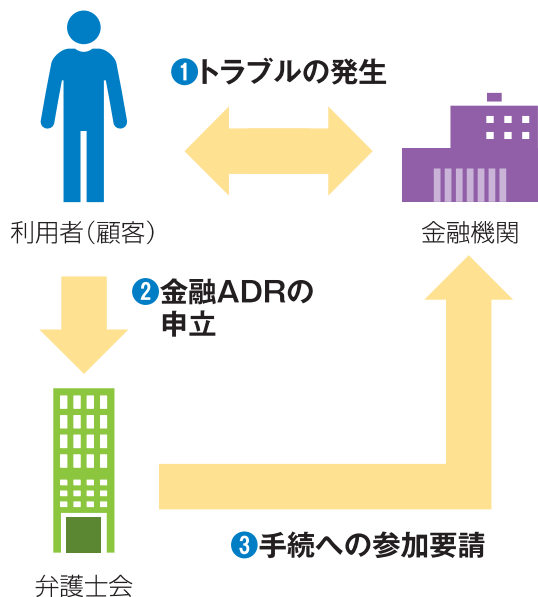 ❶トラブルの発生
利用者（顧客）
金融機関
❷金融ADRの
申立
❸手続への参加要請
弁護士会